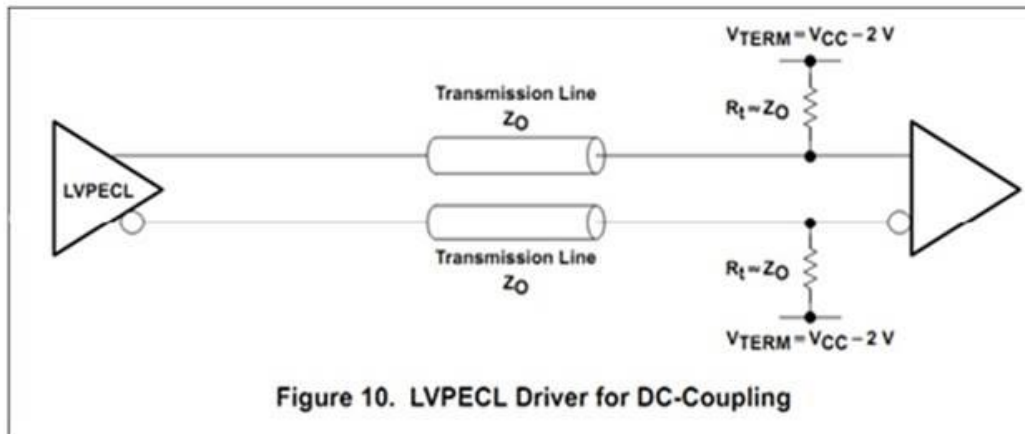 VTERM = VCC – 2 V
Transmission Line
ZO
Rt ≈ ZO
LVPECL
Transmission Line
ZO
Rt ≈ ZO
VTERM = VCC – 2 V
Figure 10. LVPECL Driver for DC-Coupling